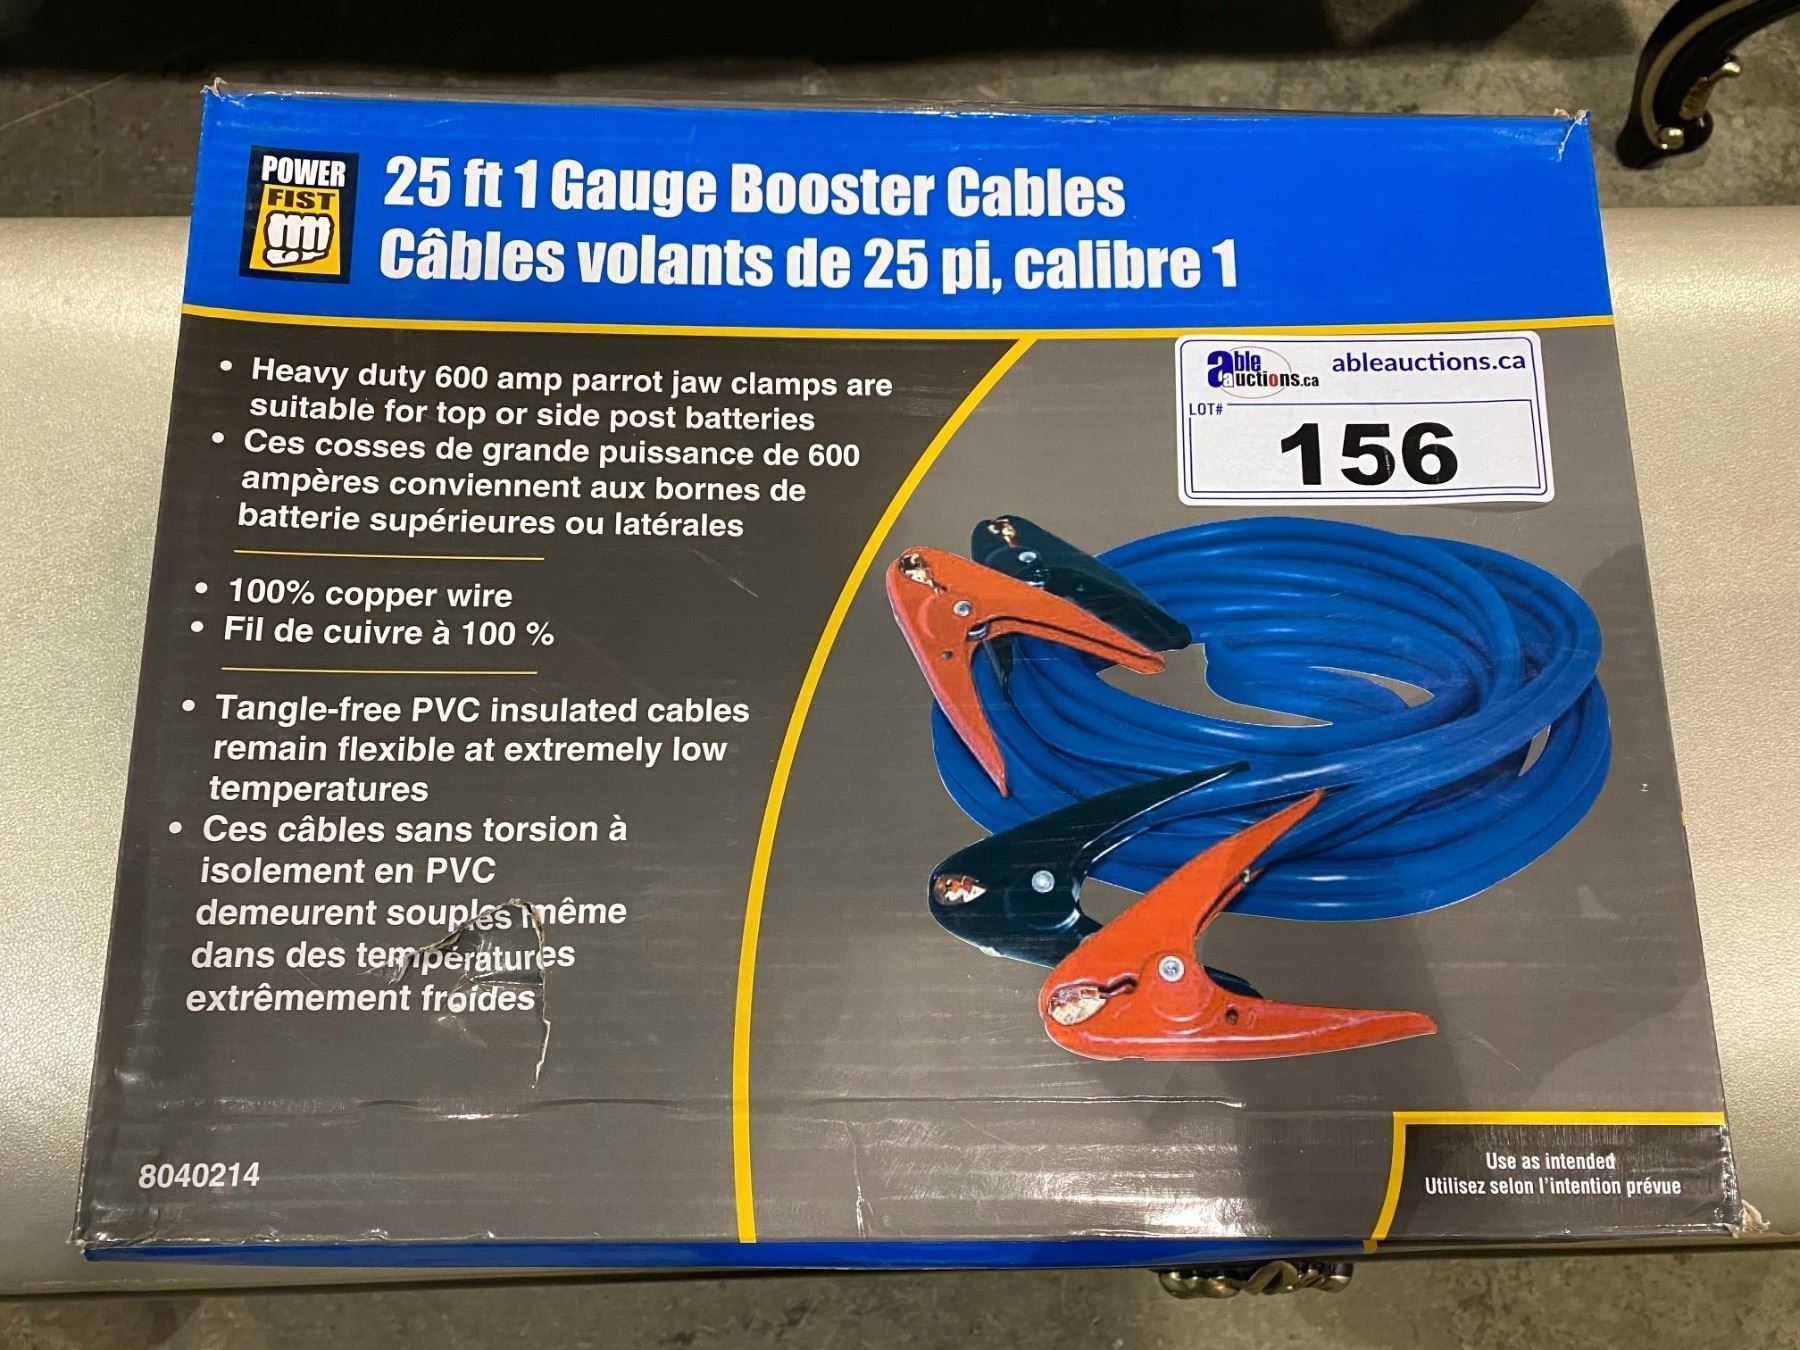 POWER
FIST
25 ft 1 Gauge Booster Cables
Câbles volants de 25 pi, calibre 1
• Heavy duty 600 amp parrot jaw clamps are
suitable for top or side post batteries
• Ces cosses de grande puissance de 600
ampères conviennent aux bornes de
batterie supérieures ou latérales
• 100% copper wire
• Fil de cuivre à 100 %
• Tangle-free PVC insulated cables
remain flexible at extremely low
temperatures
• Ces câbles sans torsion à
isolement en PVC
demeurent souples même
dans des températures
extrêmement froides
8040214
able
auctions.ca
ableauctions.ca
LOT#
156
Use as intended
Utilisez selon l'intention prévue